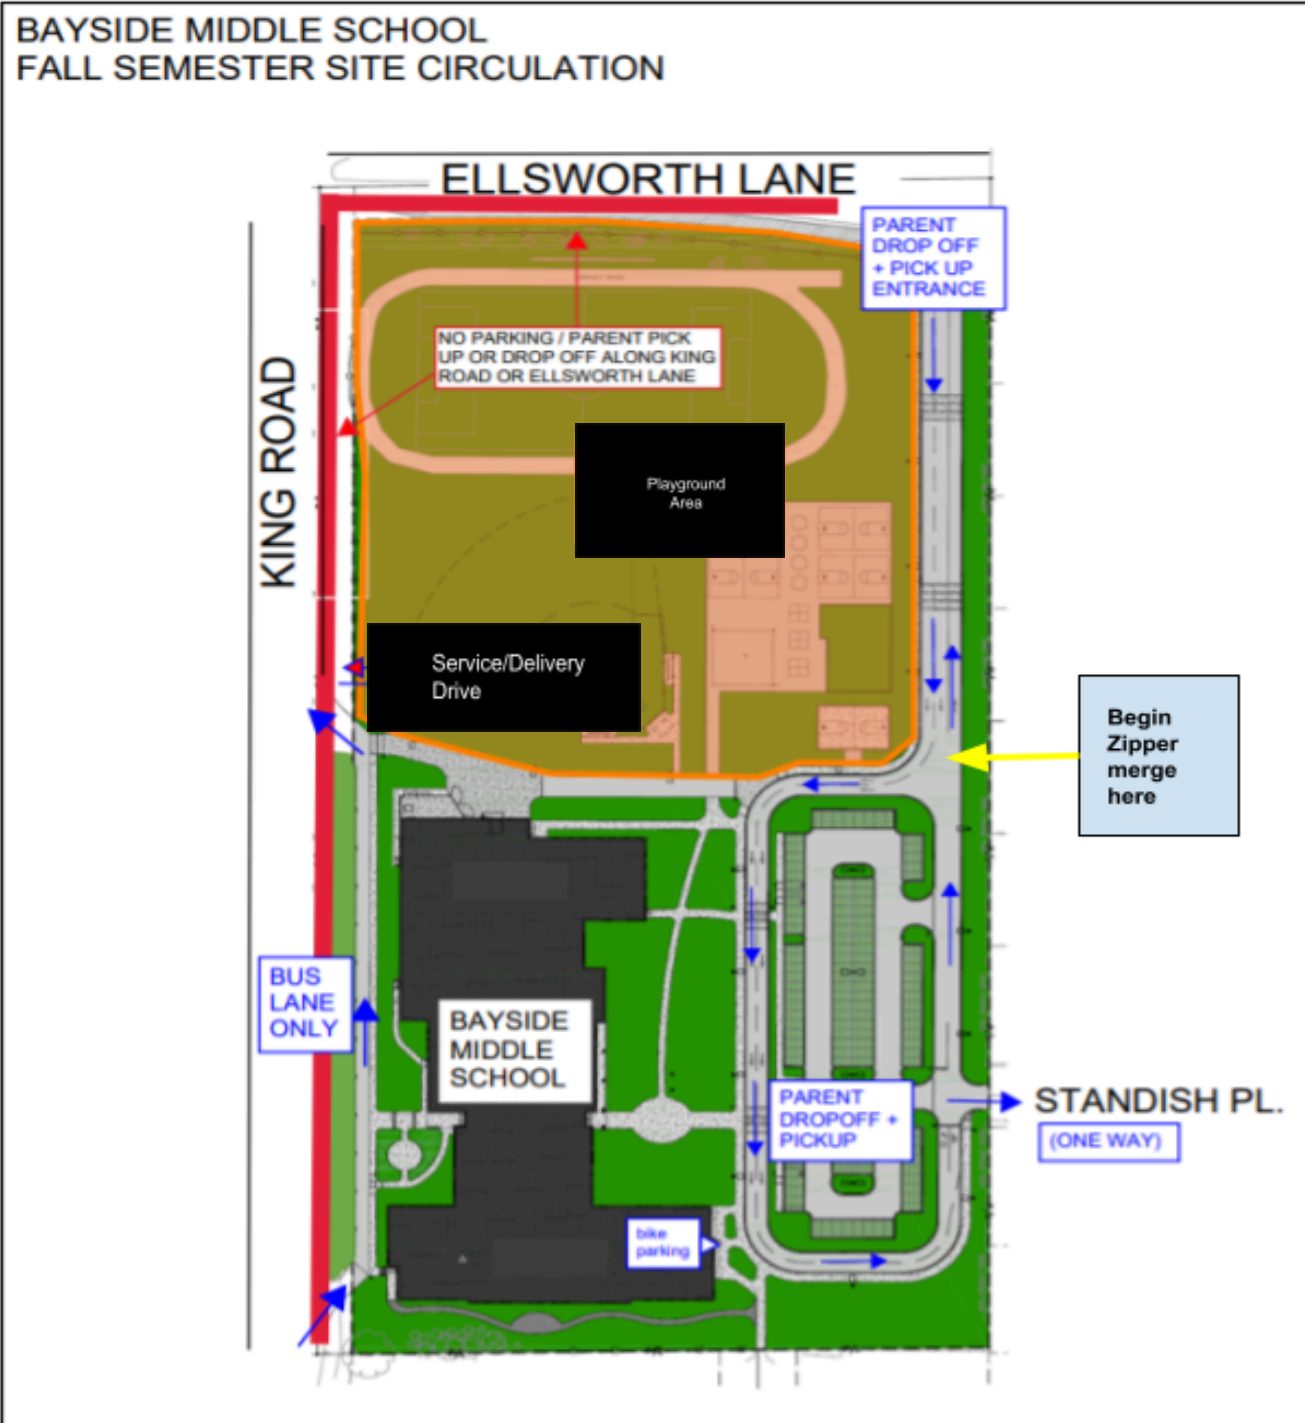 BAYSIDE MIDDLE SCHOOL
FALL SEMESTER SITE CIRCULATION
ELLSWORTH LANE
PARENT
DROP OFF
+ PICK UP
ENTRANCE
NO PARKING / PARENT PICK
UP OR DROP OFF ALONG KING
ROAD OR ELLSWORTH LANE
KING ROAD
Playground
Area
Service/Delivery
Drive
Begin
Zipper
merge
here
BUS
LANE
ONLY
BAYSIDE
MIDDLE
SCHOOL
PARENT
DROPOFF +
PICKUP
STANDISH PL.
(ONE WAY)
bike
parking